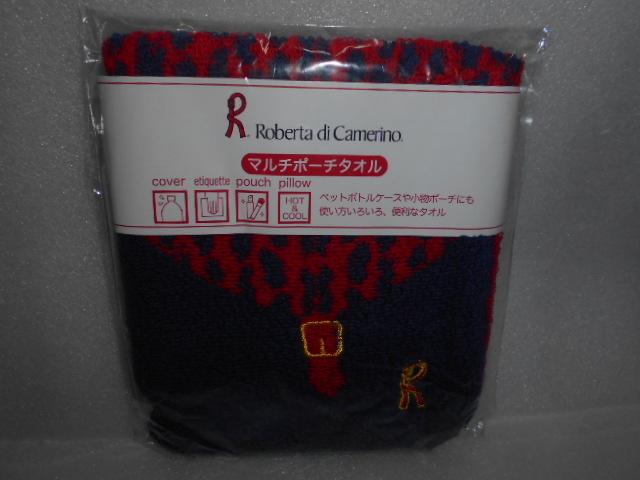 R. Roberta di Camerino.
マルチポーチタオル
cover etiquette pouch pillow
HOT & COOL
ペットボトルケースや小物ポーチにも
使い方いろいろ、便利なタオル
R